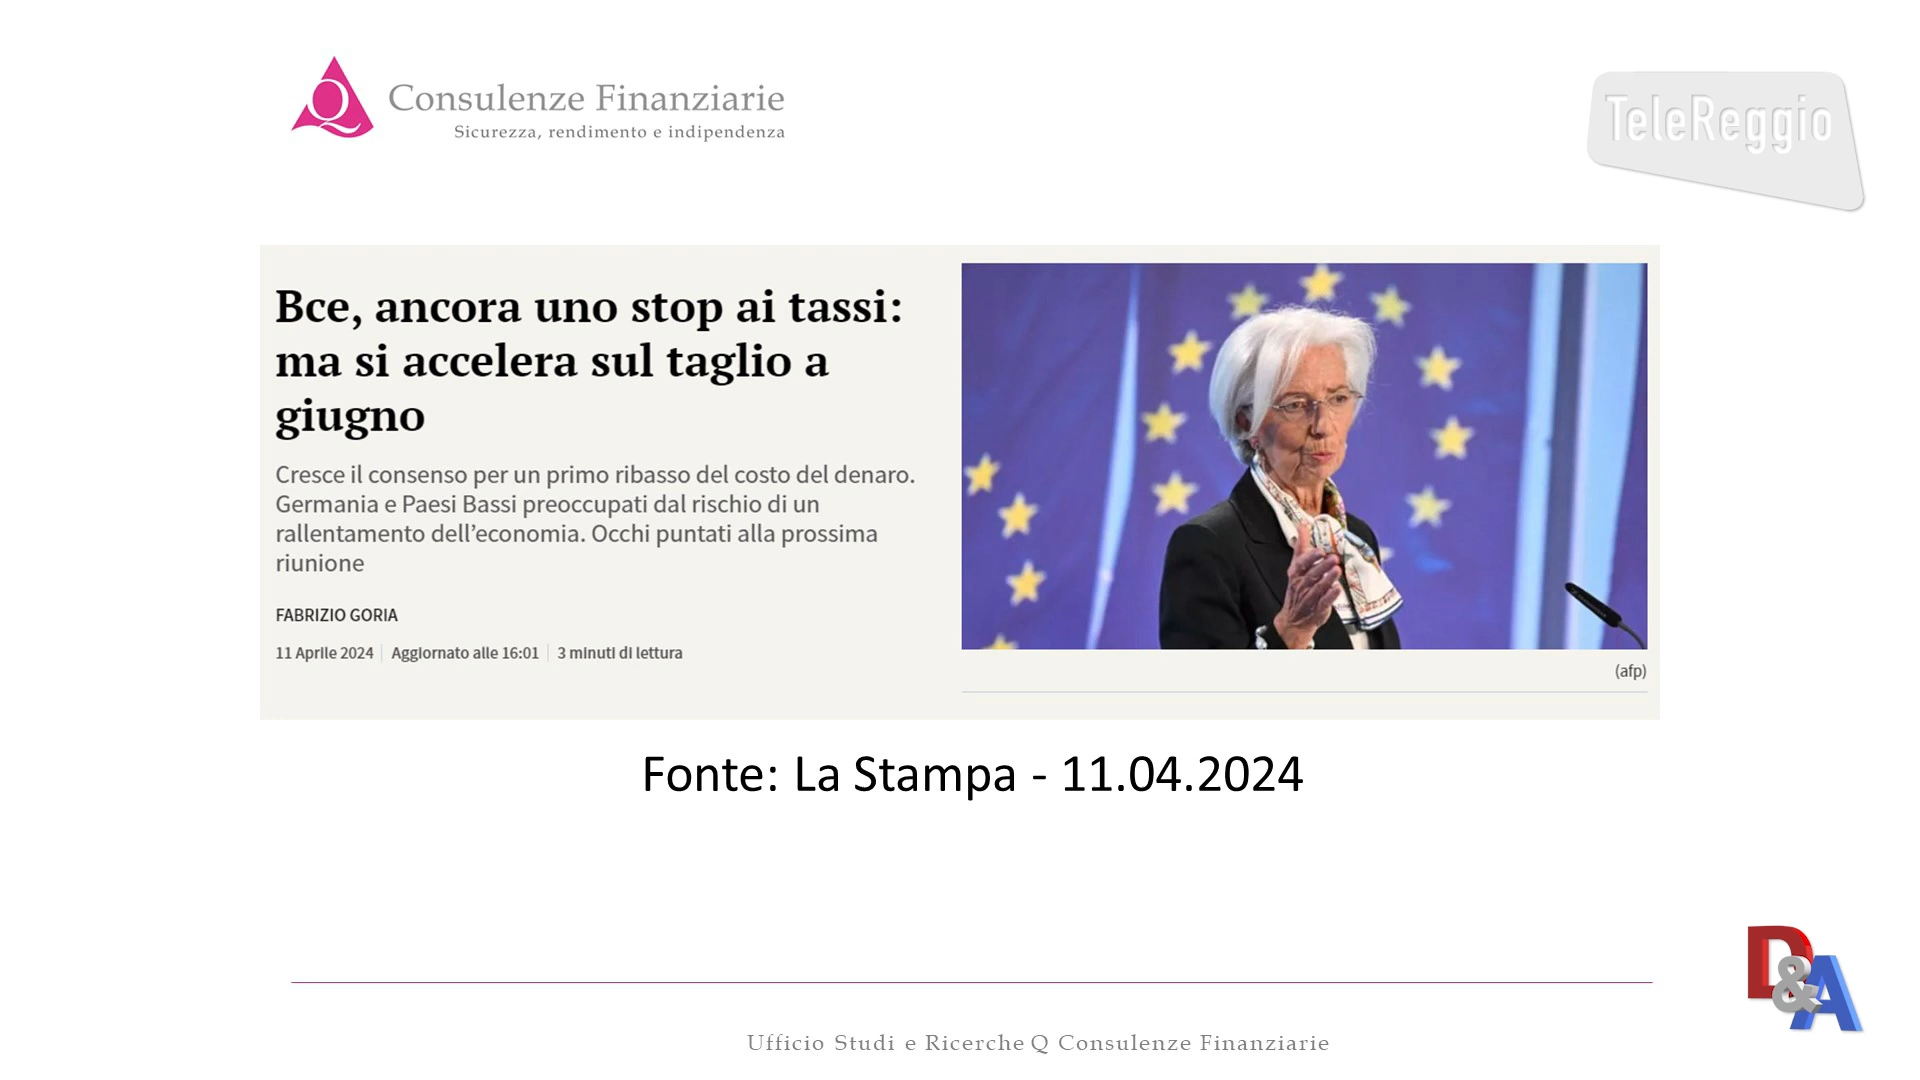 Q
Consulenze Finanziarie
Sicurezza, rendimento e indipendenza
TeleReggio
Bce, ancora uno stop ai tassi:
ma si accelera sul taglio a
giugno
Cresce il consenso per un primo ribasso del costo del denaro.
Germania e Paesi Bassi preoccupati dal rischio di un
rallentamento dell’economia. Occhi puntati alla prossima
riunione
FABRIZIO GORIA
11 Aprile 2024 | Aggiornato alle 16:01 | 3 minuti di lettura
(afp)
Fonte: La Stampa - 11.04.2024
D&A
Ufficio Studi e Ricerche Q Consulenze Finanziarie